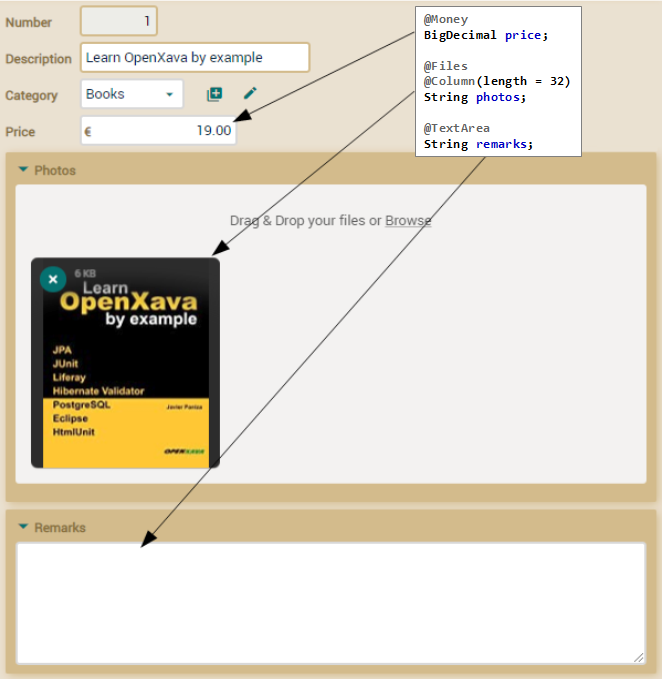 Number 1
Description Learn OpenXava by example
Category Books
Price € 19.00
@Money
BigDecimal price;
@Files
@Column(length = 32)
String photos;
@TextArea
String remarks;
Photos
Drag & Drop your files or Browse
6 KB
Learn
OpenXava
by example
JPA
JUnit
Liferay
Hibernate Validator
PostgreSQL
Javier Paniza
Eclipse
HtmlUnit
OPENXAVA
Remarks